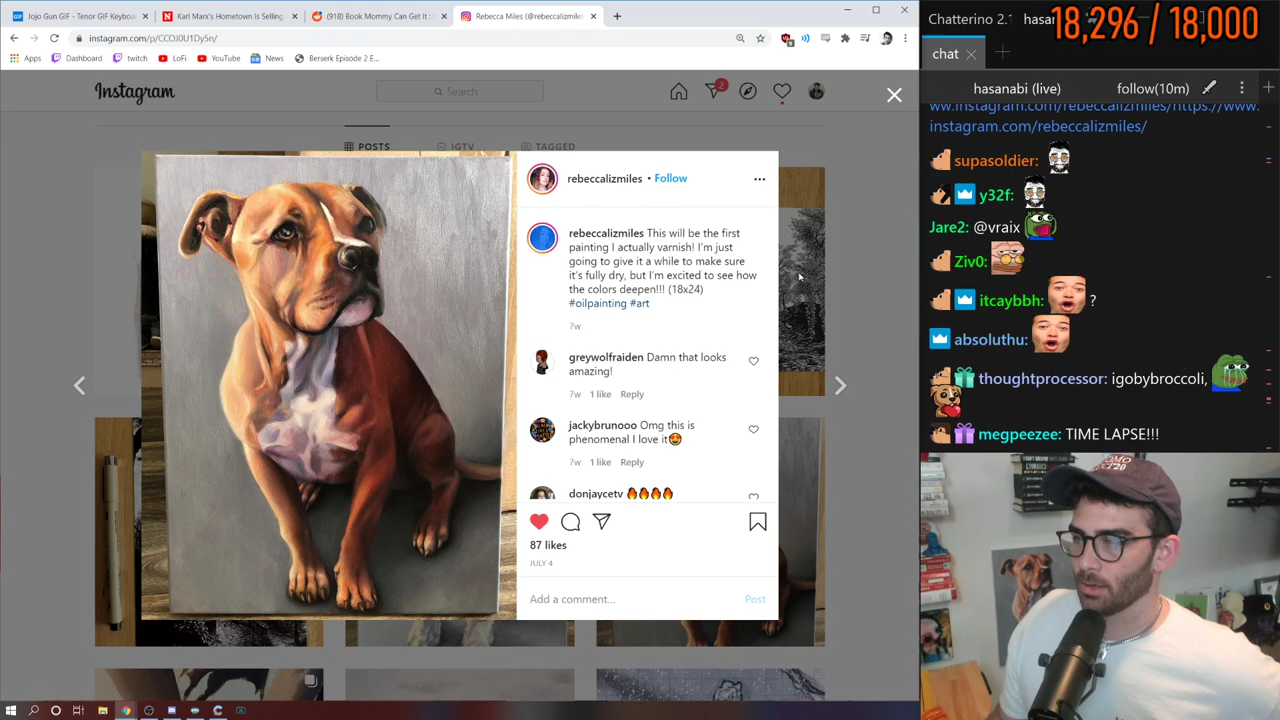 Jojo Gun GIF - Tenor GIF Keyboa
Karl Marx's Hometown Is Selling
(918) Book Mommy Can Get It :
Rebecca Miles (@rebeccalizmiles
instagram.com/p/CCOJ0U1Dy5n/
Apps
Dashboard
twitch
LoFi
YouTube
News
Berserk Episode 2 E...
Instagram
Search
2
POSTS
IGTV
TAGGED
rebeccalizmiles • Follow
rebeccalizmiles This will be the first
painting I actually varnish! I'm just
going to give it a while to make sure
it's fully dry, but I'm excited to see how
the colors deepen!!! (18x24)
#oilpainting #art
7w
greywolfraiden Damn that looks
amazing!
7w 1 like Reply
jackybrunooo Omg this is
phenomenal I love it😍
7w 1 like Reply
donjaycetv 🔥🔥🔥🔥
87 likes
JULY 4
Add a comment...
Post
Chatterino 2.1
hasan
18,296 / 18,000
chat
hasanabi (live)
follow(10m)
ww.instagram.com/rebeccalizmiles/https://www.
instagram.com/rebeccalizmiles/
supasoldier:
y32f:
Jare2: @vraix
Ziv0:
itcaybbh: ?
absoluthu:
thoughtprocessor: igobybroccoli,
megpeezee: TIME LAPSE!!!